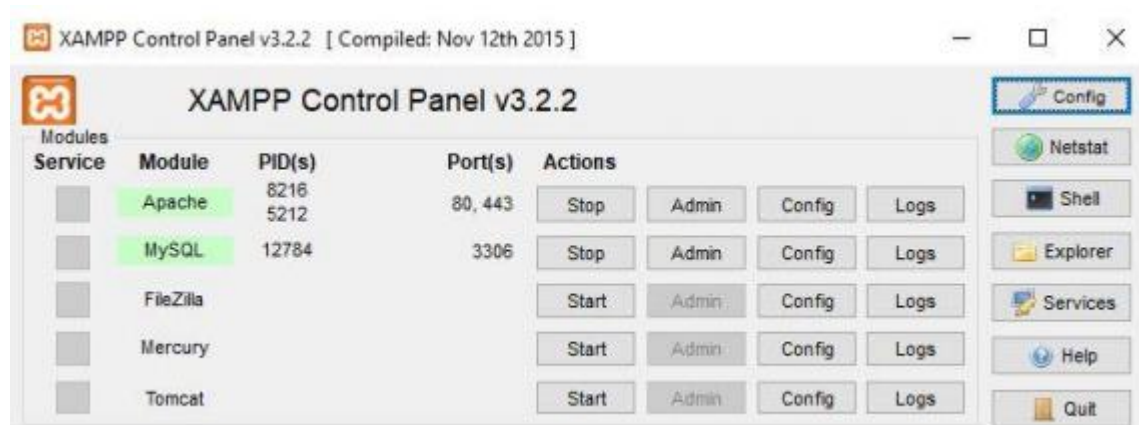 XAMPP Control Panel v3.2.2 [ Compiled: Nov 12th 2015 ]
XAMPP Control Panel v3.2.2
Config
Modules
Netstat
Service Module PID(s) Port(s) Actions
Apache 8216 5212 80, 443 Stop Admin Config Logs
Shell
MySQL 12784 3306 Stop Admin Config Logs
Explorer
FileZilla Start Admin Config Logs
Services
Mercury Start Admin Config Logs
Help
Tomcat Start Admin Config Logs
Quit